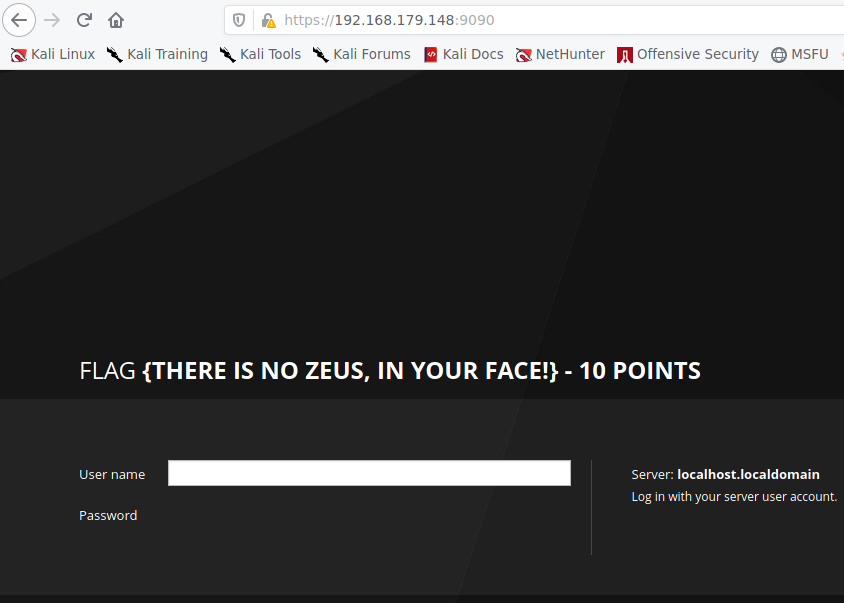 https://192.168.179.148:9090
Kali Linux Kali Training Kali Tools Kali Forums Kali Docs NetHunter Offensive Security MSFU
FLAG {THERE IS NO ZEUS, IN YOUR FACE!} - 10 POINTS
User name
Server: localhost.localdomain
Log in with your server user account.
Password